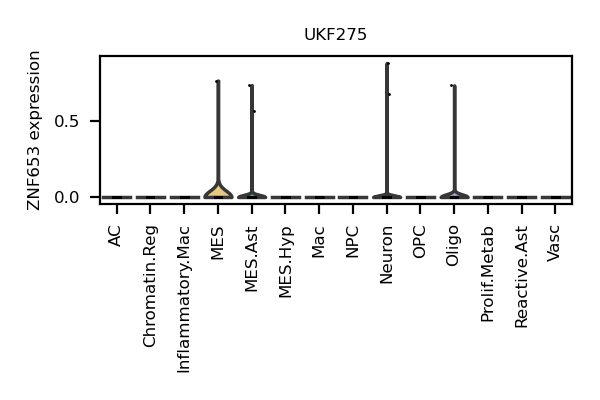 UKF275
ZNF653 expression
0.5
0.0
AC
Chromatin.Reg
Inflammatory.Mac
MES
MES.Ast
MES.Hyp
Mac
NPC
Neuron
OPC
Oligo
Prolif.Metab
Reactive.Ast
Vasc